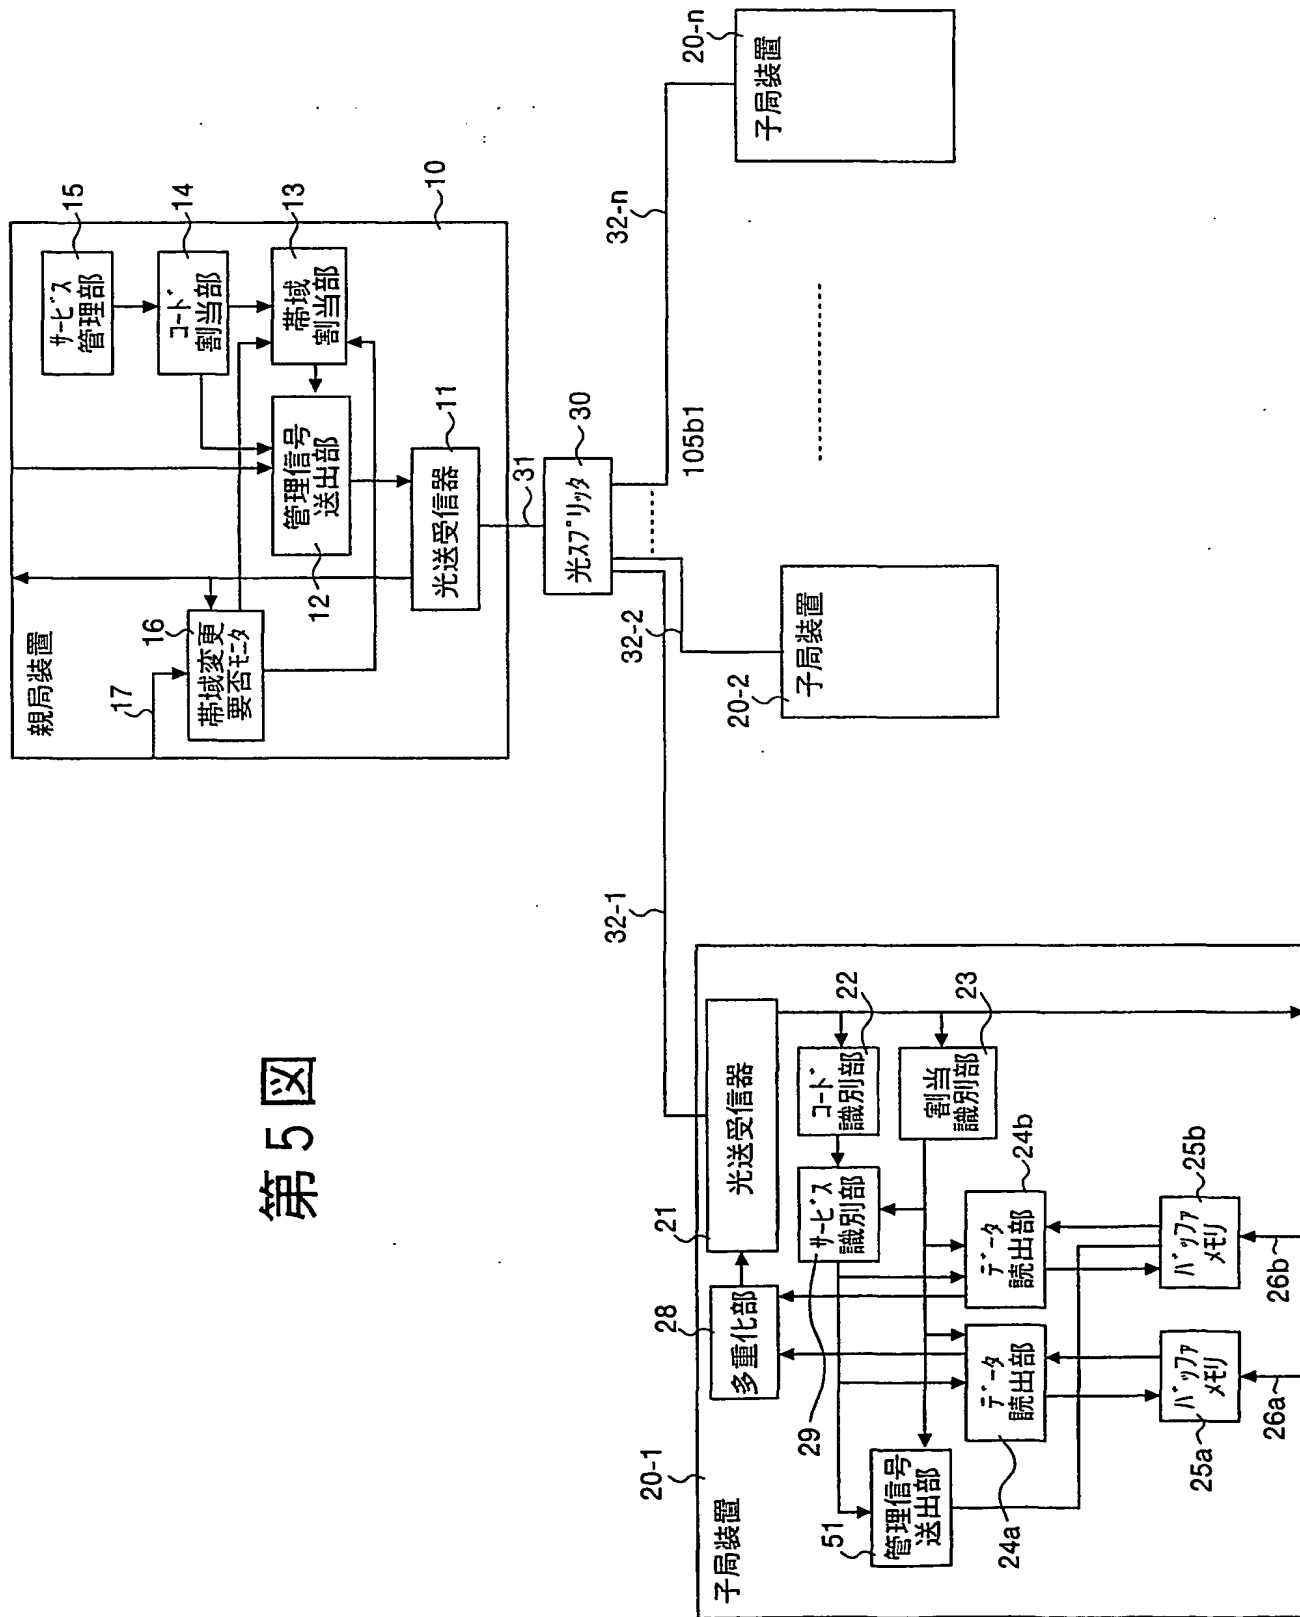 第5図
親局装置
10
サービス
管理部
15
コード
割当部
14
帯域
割当部
13
管理信号
送出部
12
帯域変更
要否モニタ
16
17
光送受信器
11
31
光スプリッタ
30
105b1
32-1
32-2
32-n
子局装置
20-1
光送受信器
21
多重化部
28
コード
識別部
22
割当
識別部
23
サービス
識別部
29
管理信号
送出部
51
データ
読出部
24a
データ
読出部
24b
バッファ
メモリ
25a
バッファ
メモリ
25b
26a
26b
子局装置
20-2
子局装置
20-n